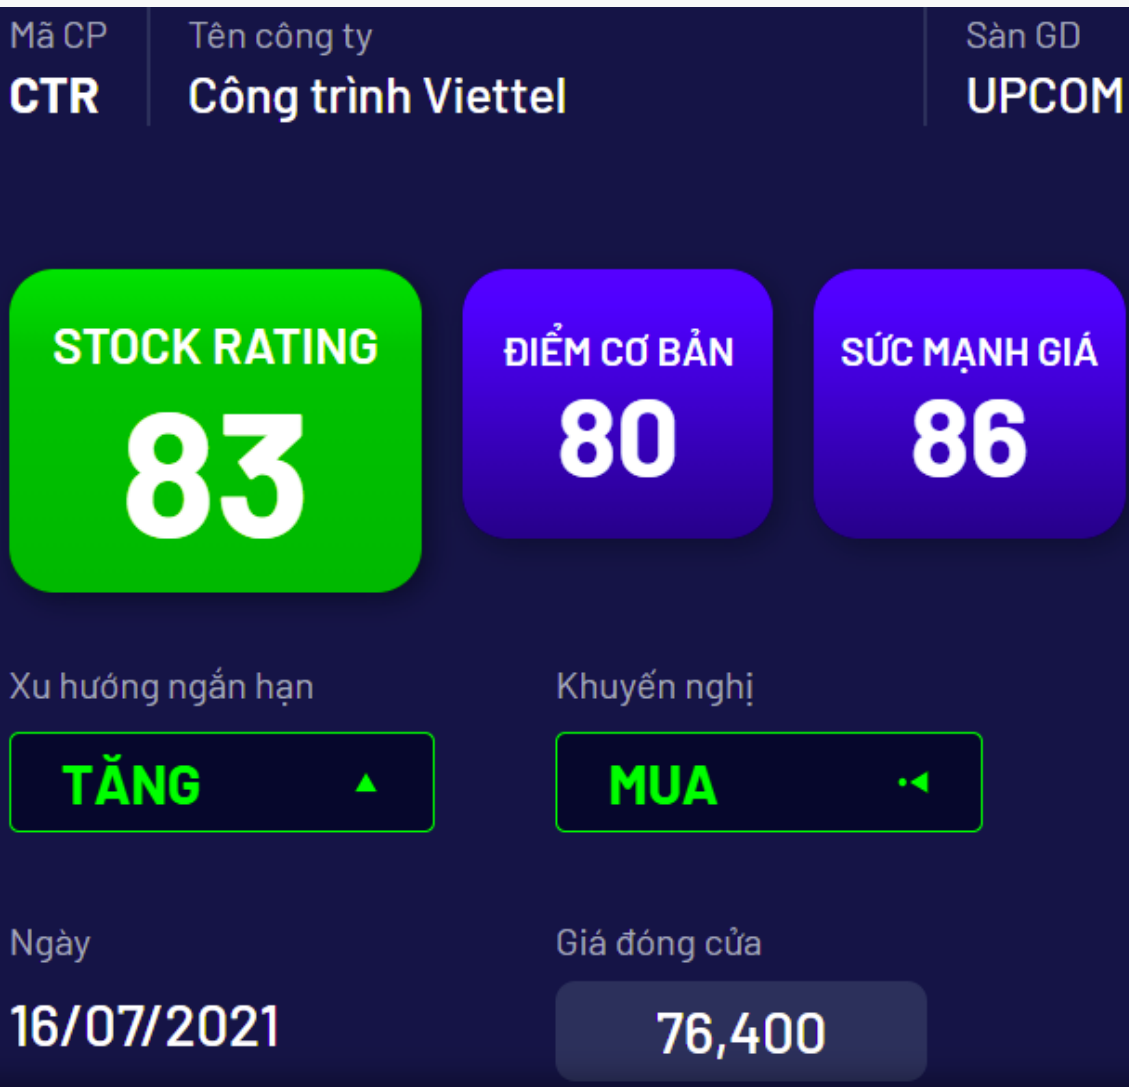 Mã CP
Tên công ty
Sàn GD
CTR
Công trình Viettel
UPCOM
STOCK RATING
83
ĐIỂM CƠ BẢN
80
SỨC MẠNH GIÁ
86
Xu hướng ngắn hạn
Khuyến nghị
TĂNG
MUA
Ngày
Giá đóng cửa
16/07/2021
76,400